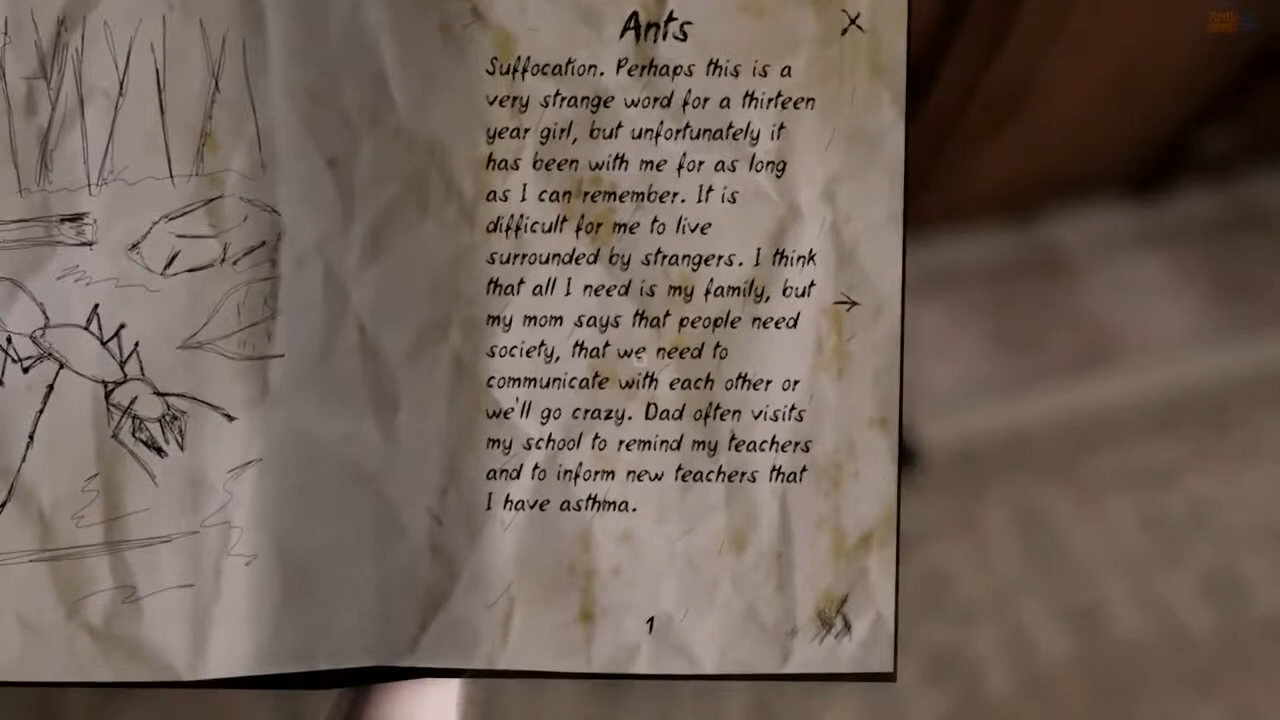 Ants
Suffocation. Perhaps this is a
very strange word for a thirteen
year girl, but unfortunately it
has been with me for as long
as I can remember. It is
difficult for me to live
surrounded by strangers. I think
that all I need is my family, but
my mom says that people need
society, that we need to
communicate with each other or
we'll go crazy. Dad often visits
my school to remind my teachers
and to inform new teachers that
I have asthma.
1